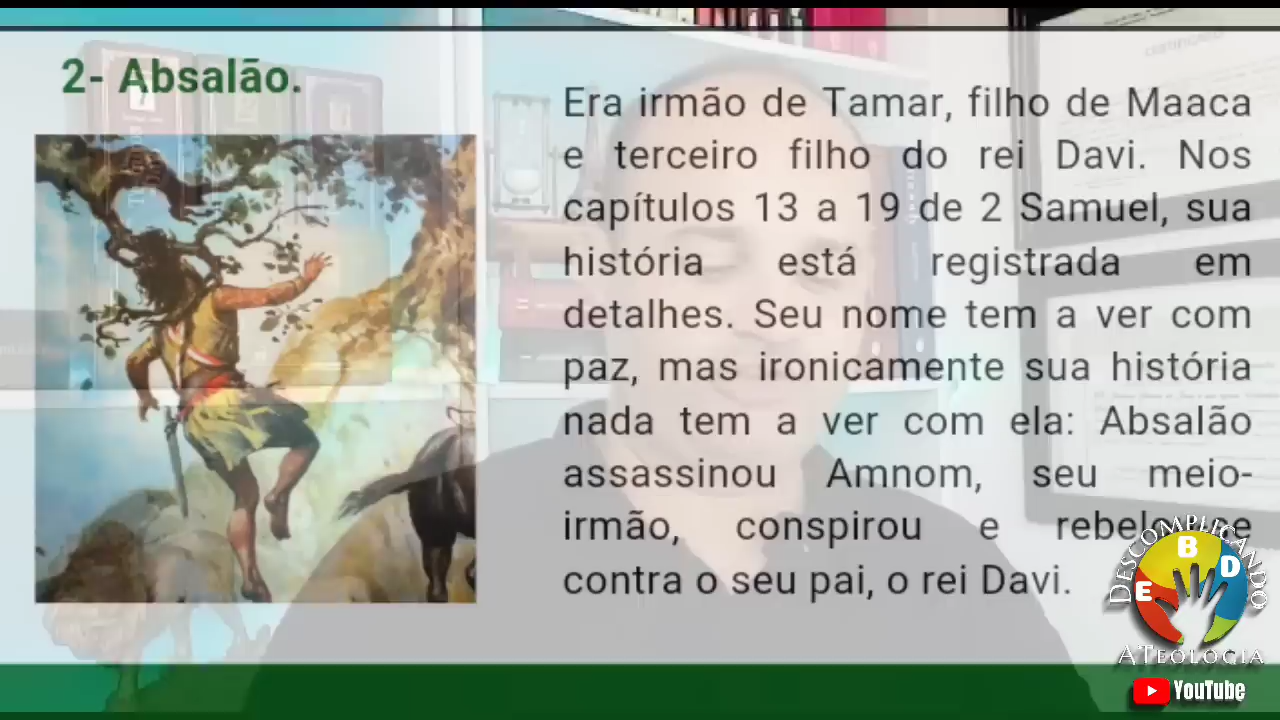 2- Absalão.
Era irmão de Tamar, filho de Maaca
e terceiro filho do rei Davi. Nos
capítulos 13 a 19 de 2 Samuel, sua
história está registrada em
detalhes. Seu nome tem a ver com
paz, mas ironicamente sua história
nada tem a ver com ela: Absalão
assassinou Amnom, seu meio-
irmão, conspirou e
contra o seu pai, o rei Davi.
DESCOMPLICANDO
E B D
A TEOLOGIA
YouTube